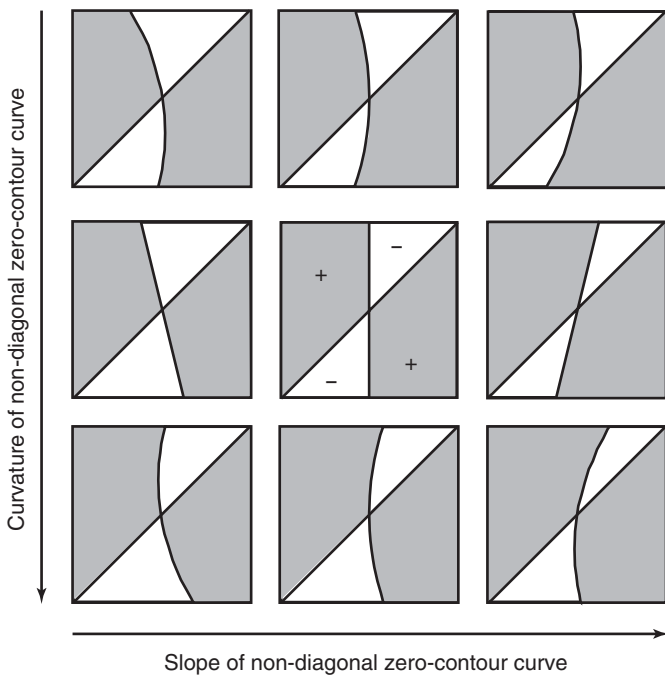 Curvature of non-diagonal zero-contour curve
+
–
–
+
Slope of non-diagonal zero-contour curve